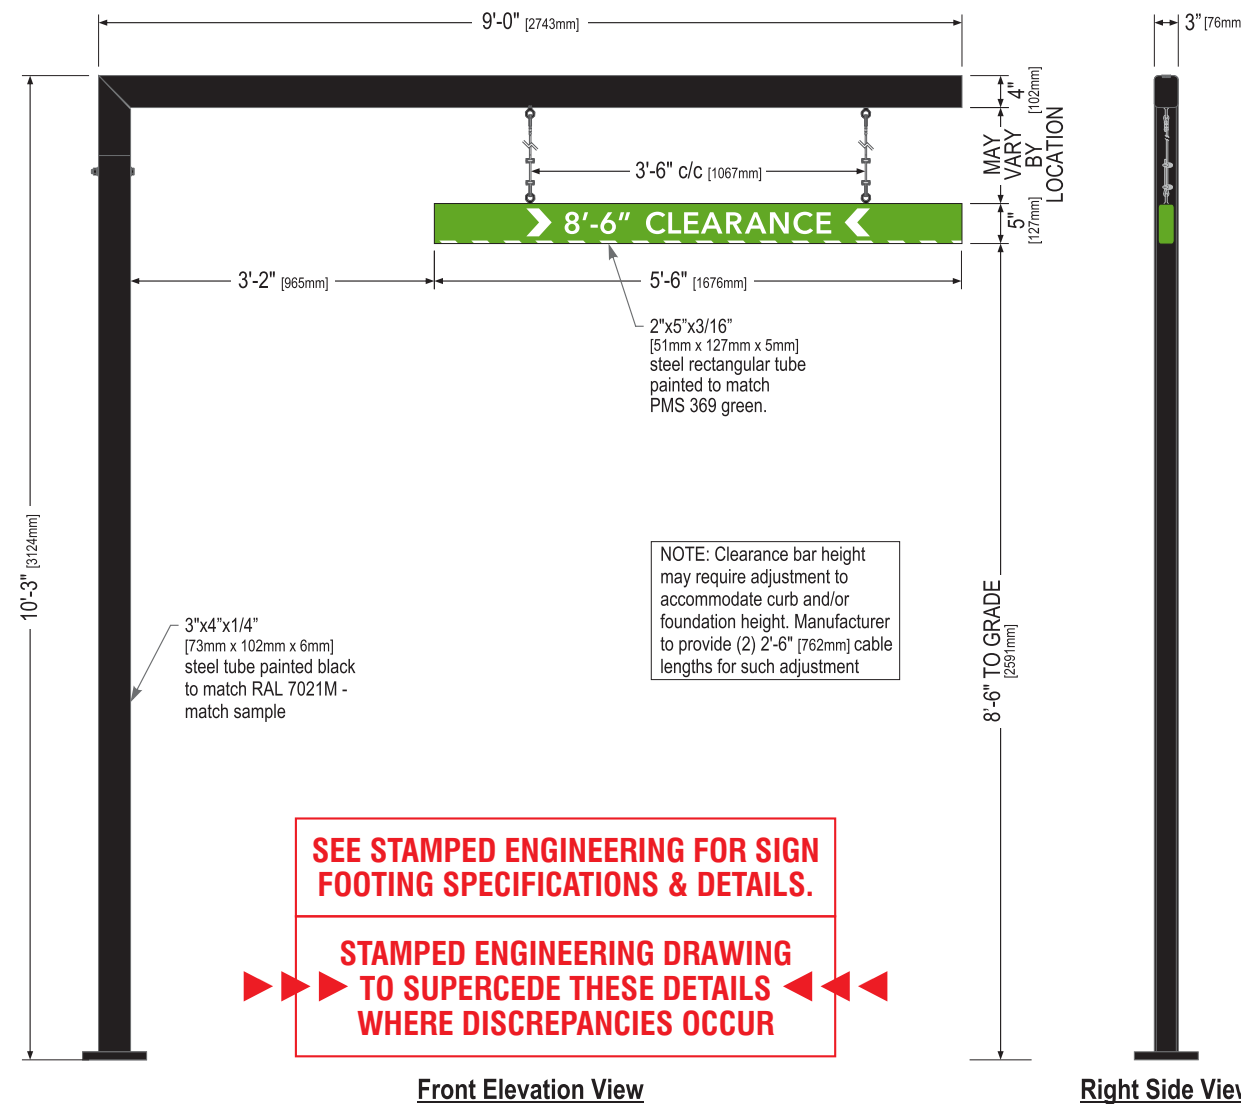 9'-0" [2743mm]
3” [76mm
4"
[102mm]
MAY
VARY
BY
LOCATION
3'-6" c/c [1067mm]
8’-6” CLEARANCE
5"
[127mm]
3'-2" [965mm]
5'-6" [1676mm]
2"x5”x3/16”
[51mm x 127mm x 5mm]
steel rectangular tube
painted to match
PMS 369 green.
10'-3" [3124mm]
NOTE: Clearance bar height
may require adjustment to
accommodate curb and/or
foundation height. Manufacturer
to provide (2) 2'-6" [762mm] cable
lengths for such adjustment
8’-6" TO GRADE
[2591mm]
3"x4”x1/4”
[73mm x 102mm x 6mm]
steel tube painted black
to match RAL 7021M -
match sample
SEE STAMPED ENGINEERING FOR SIGN
FOOTING SPECIFICATIONS & DETAILS.
STAMPED ENGINEERING DRAWING
TO SUPERCEDE THESE DETAILS
WHERE DISCREPANCIES OCCUR
Front Elevation View
Right Side View